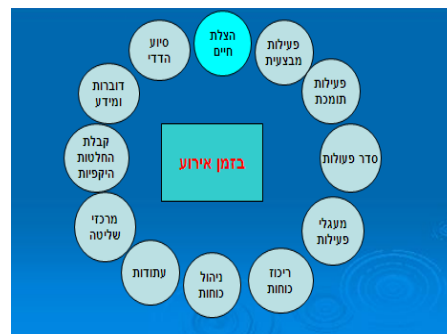 הצלת
חיים
פעילות
מבצעית
פעילות
תומכת
סדר פעולות
מעגלי
פעילות
ריכוז
כוחות
ניהול
כוחות
עתודות
מרכזי
שליטה
קבלת
החלטות
היקפיות
דוברות
ומידע
סיוע
הדדי
בזמן אירוע